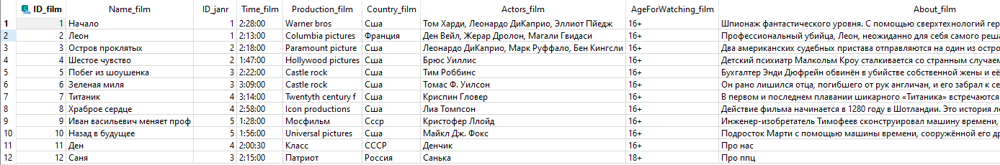 ID_film Name_film ID_janr Time_film Production_film Country_film Actors_film AgeForWatching_film About_film
1 1 Начало 1 2:28:00 Warner bros Сша Том Харди, Леонардо ДиКаприо, Эллиот Пйедж 16+ Шпионаж фантастического уровня. С помощью сверхтехнологий гер
2 2 Леон 1 2:13:00 Columbia pictures Франция Ден Вейл, Жерар Дролон, Магали Гвидаси 16+ Профессиональный убийца, Леон, неожиданно для себя самого реша
3 3 Остров проклятых 2 2:18:00 Paramount picture Сша Леонардо ДиКаприо, Марк Руффало, Бен Кингсли 16+ Два американских судебных пристава отправляются на один из остро
4 4 Шестое чувство 2 1:47:00 Hollywood pictures Сша Брюс Уиллис 16+ Детский психиатр Малкольм Кроу сталкивается со странным случаем
5 5 Побег из шоушенка 3 2:22:00 Castle rock Сша Тим Роббинс 16+ Бухгалтер Энди Дюфрейн обвинён в убийстве собственной жены и её
6 6 Зеленая миля 3 3:09:00 Castle rock Сша Томас Ф. Уилсон 16+ Он рано лишился отца, погибшего от рук англичан, и его забрал к се
7 7 Титаник 4 3:14:00 Twentyth century f Сша Криспин Гловер 16+ В первом и последнем плавании шикарного «Титаника» встречаются
8 8 Храброе сердце 4 2:58:00 Icon productions Сша Лиа Томпсон 16+ Действие фильма начинается в 1280 году в Шотландии. Это история ле
9 9 Иван васильевич меняет проф 5 1:28:00 Мосфильм Ссср Кристофер Ллойд 16+ Инженер-изобретатель Тимофеев сконструировал машину времени,
10 10 Назад в будущее 5 1:56:00 Universal pictures Сша Майкл Дж. Фокс 16+ Подросток Марти с помощью машины времени, сооружённой его др
11 11 Ден 4 2:00:30 Класс СССР Денчик 16+ Про нас
12 12 Саня 3 2:15:00 Патриот Россия Санька 18+ Про ппц